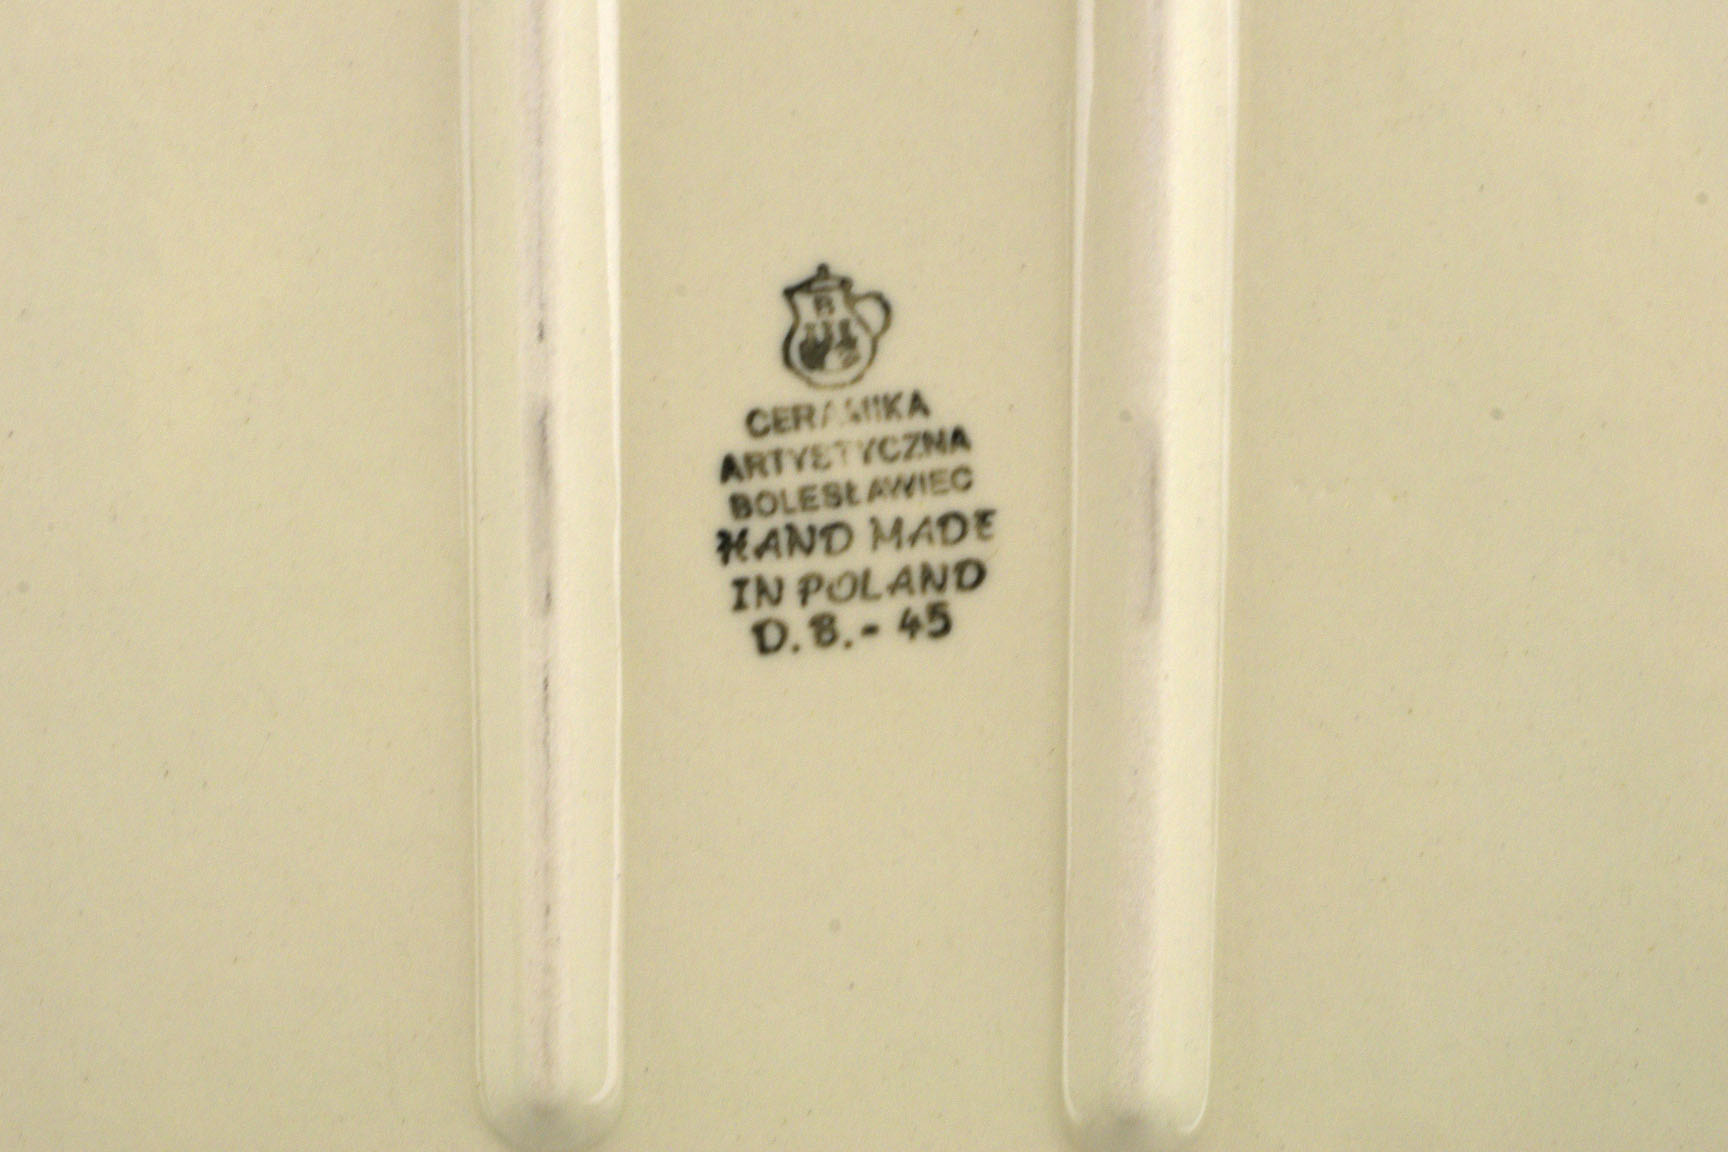 B
CERAMIKA
ARTYSTYCZNA
BOLESŁAWIEC
HAND MADE
IN POLAND
D.B.- 45